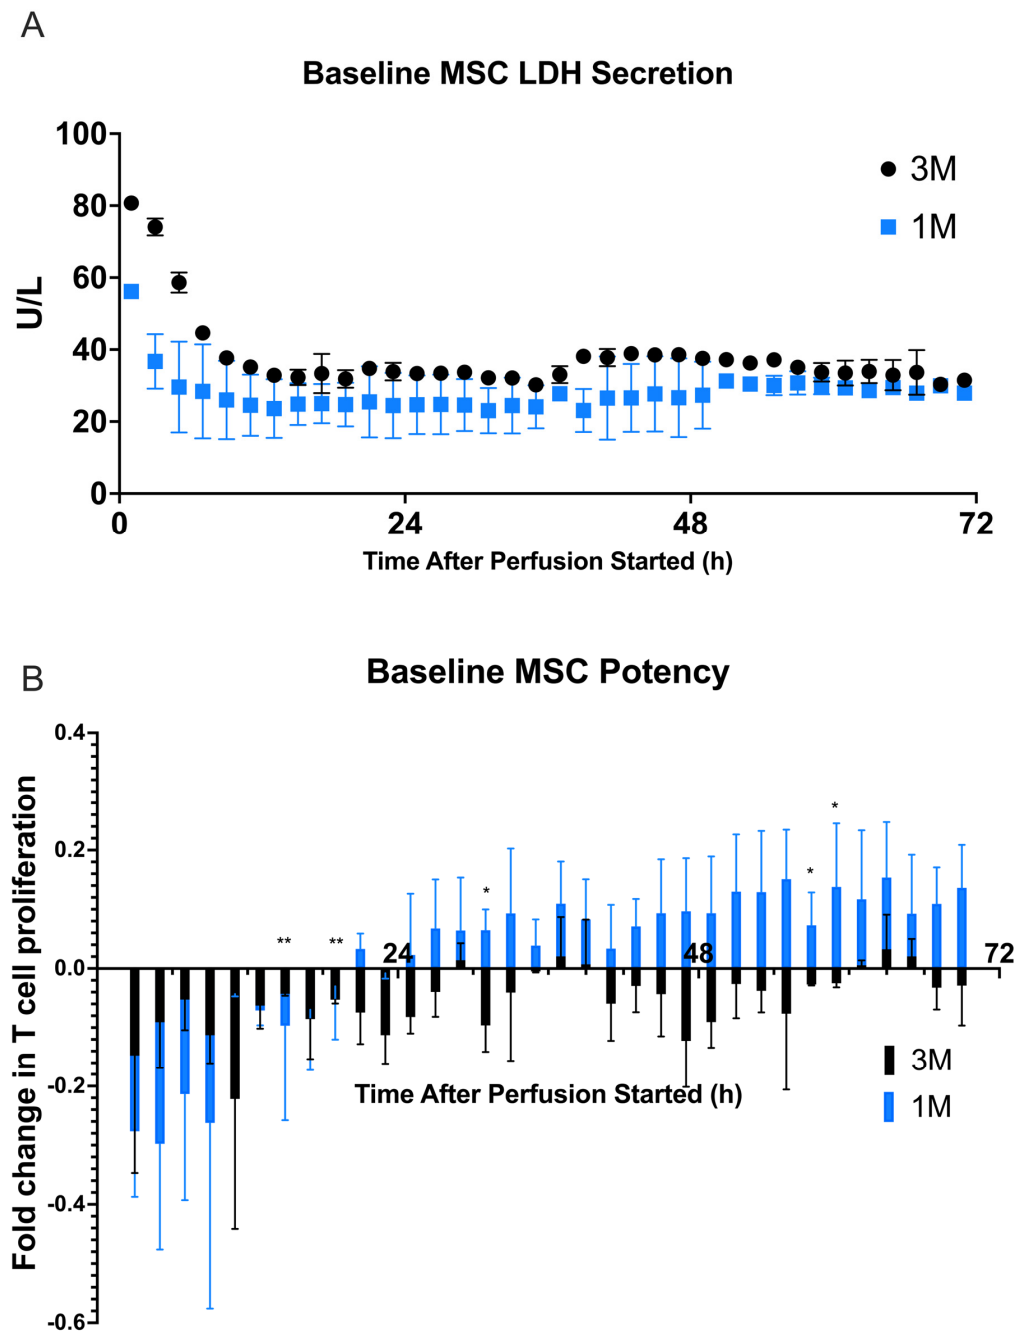 A
Baseline MSC LDH Secretion
100
80
60
40
20
0
U/L
3M
1M
0 24 48 72
Time After Perfusion Started (h)
B
Baseline MSC Potency
0.4
0.2
0.0
-0.2
-0.4
-0.6
Fold change in T cell proliferation
** ** * * *
24 48 72
Time After Perfusion Started (h)
3M
1M